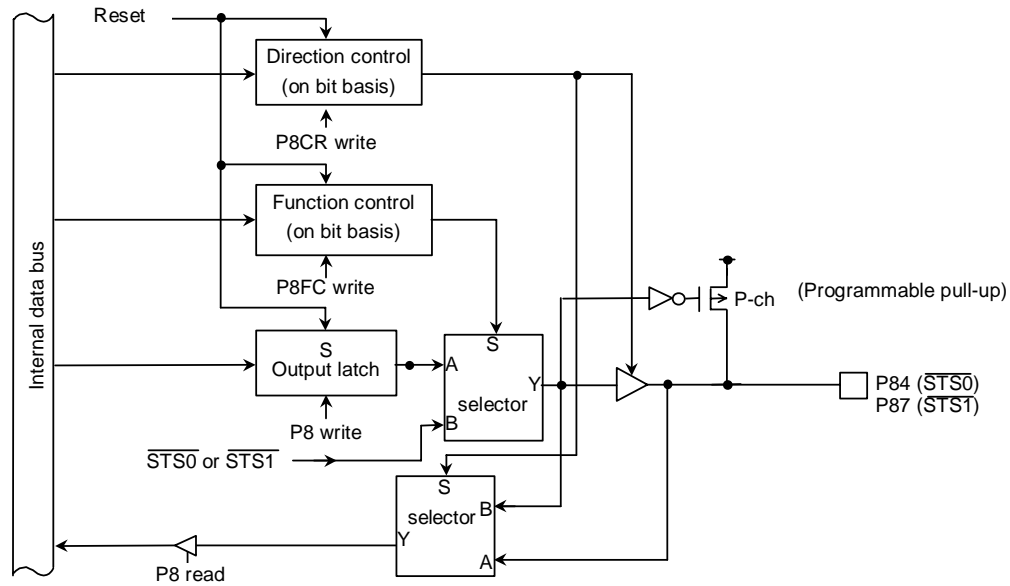 Reset
Direction control
(on bit basis)
P8CR write
Function control
(on bit basis)
P8FC write
Internal data bus
S
Output latch
P8 write
S
A
Y
selector
B
STS0 or STS1
P-ch
(Programmable pull-up)
P84 (STS0)
P87 (STS1)
S
selector
B
Y
A
P8 read